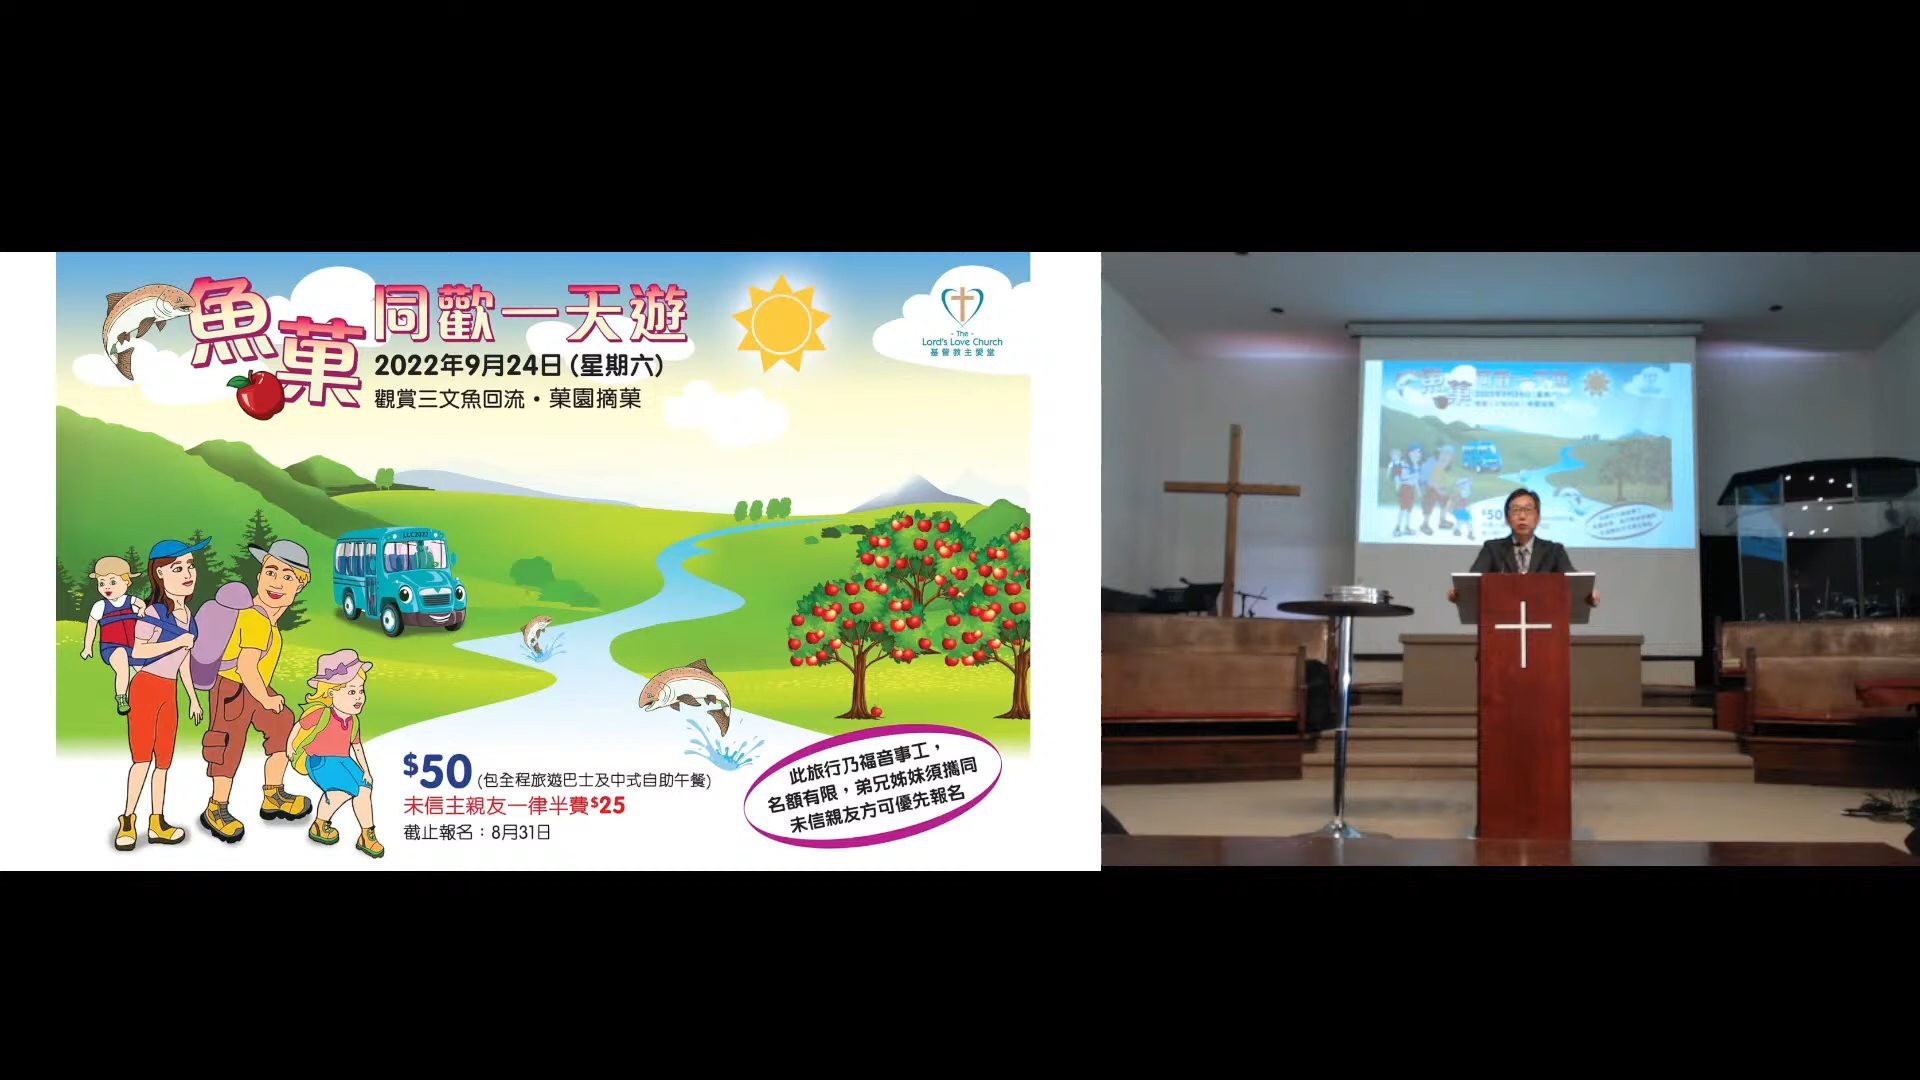 魚菓同歡一天遊
2022年9月24日(星期六)
觀賞三文魚回流・菓園摘菓
- The -
Lord's Love Church
基督教主愛堂
LLC2022
$50 (包全程旅遊巴士及中式自助午餐)
未信主親友一律半費$25
截止報名：8月31日
此旅行乃福音事工，
名額有限，弟兄姊妹須攜同
未信親友方可優先報名
$50